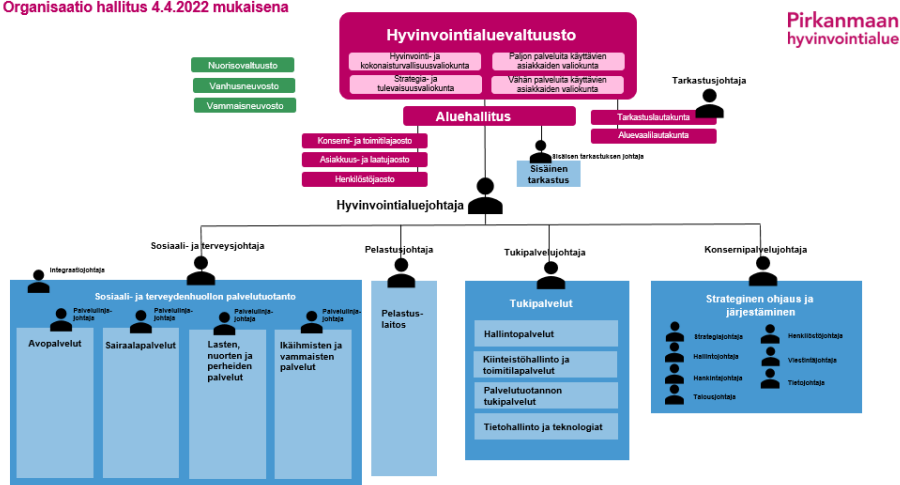 Organisaatio hallitus 4.4.2022 mukaisena
Pirkanmaan
hyvinvointialue
Hyvinvointialuevaltuusto
Hyvinvointi- ja
kokonaisturvallisuusvaliokunta
Paljon palveluita käyttävien
asiakkaiden valiokunta
Strategia- ja
tulevaisuusvaliokunta
Vähän palveluita käyttävien
asiakkaiden valiokunta
Nuorisovaltuusto
Vanhusneuvosto
Vammaisneuvosto
Tarkastusjohtaja
Aluehallitus
Tarkastuslautakunta
Aluevaalilautakunta
Konserni- ja toimitilajaosto
Asiakkuus- ja laatujaosto
Henkilöstöjaosto
Sisäisen tarkastuksen johtaja
Sisäinen
tarkastus
Hyvinvointialuejohtaja
Sosiaali- ja terveysjohtaja
Pelastusjohtaja
Tukipalvelujohtaja
Konsernipalvelujohtaja
Integraatiojohtaja
Sosiaali- ja terveydenhuollon palvelutuotanto
Palvelulinja-
johtaja
Palvelulinja-
johtaja
Palvelulinja-
johtaja
Palvelulinja-
johtaja
Avopalvelut
Sairaalapalvelut
Lasten,
nuorten ja
perheiden
palvelut
Ikäihmisten ja
vammaisten
palvelut
Pelastus-
laitos
Tukipalvelut
Hallintopalvelut
Kiinteistöhallinto ja
toimitilapalvelut
Palvelutuotannon
tukipalvelut
Tietohallinto ja teknologiat
Strateginen ohjaus ja
järjestäminen
Strategiajohtaja
Hallintojohtaja
Hankintajohtaja
Talousjohtaja
Henkilöstöjohtaja
Viestintäjohtaja
Tietojohtaja